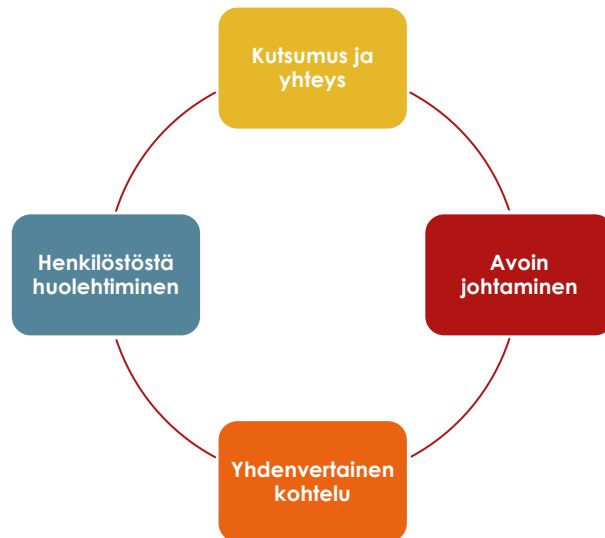 Kutsumus ja
yhteys
Henkilöstöstä
huolehtiminen
Avoin
johtaminen
Yhdenvertainen
kohtelu